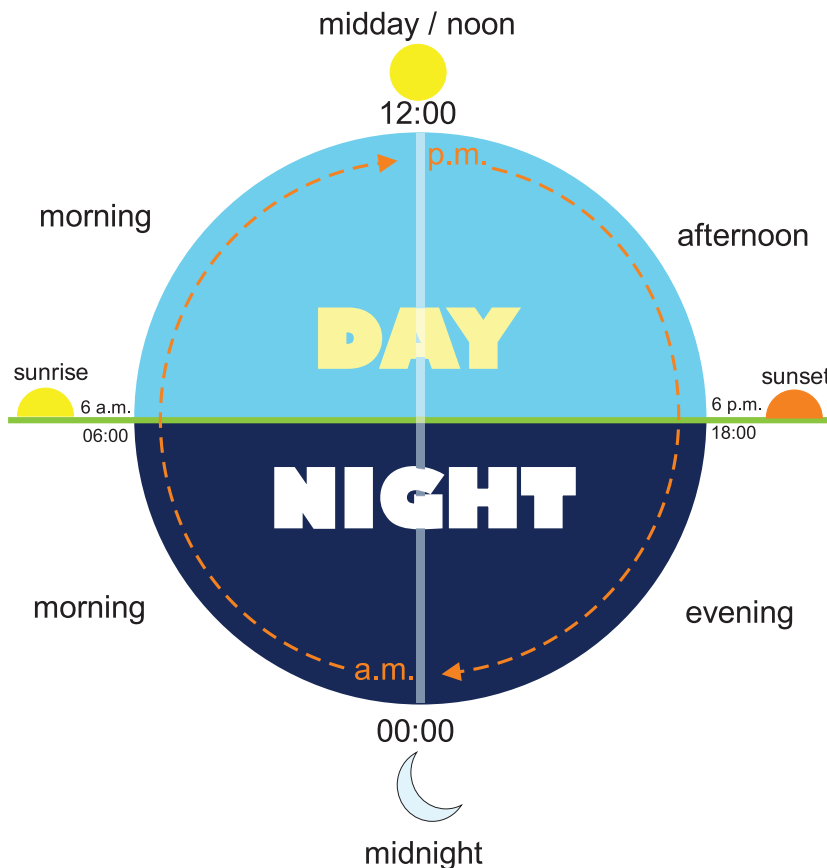 midday / noon
12:00
p.m.
morning
afternoon
DAY
sunrise
sunset
6 a.m.
6 p.m.
06:00
18:00
NIGHT
morning
evening
a.m.
00:00
midnight